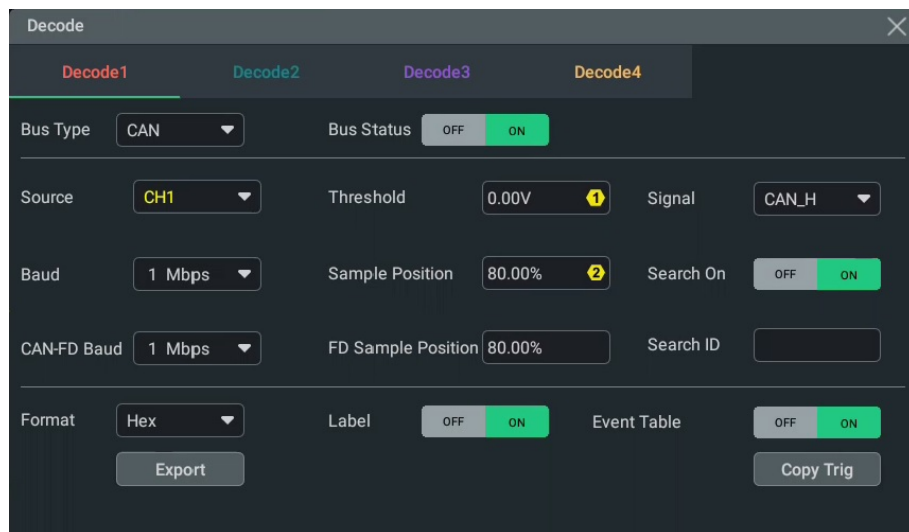 Decode
Decode1 Decode2 Decode3 Decode4
Bus Type CAN Bus Status OFF ON
Source CH1 Threshold 0.00V 1 Signal CAN_H
Baud 1 Mbps Sample Position 80.00% 2 Search On OFF ON
CAN-FD Baud 1 Mbps FD Sample Position 80.00% Search ID
Format Hex Label OFF ON Event Table OFF ON
Export Copy Trig